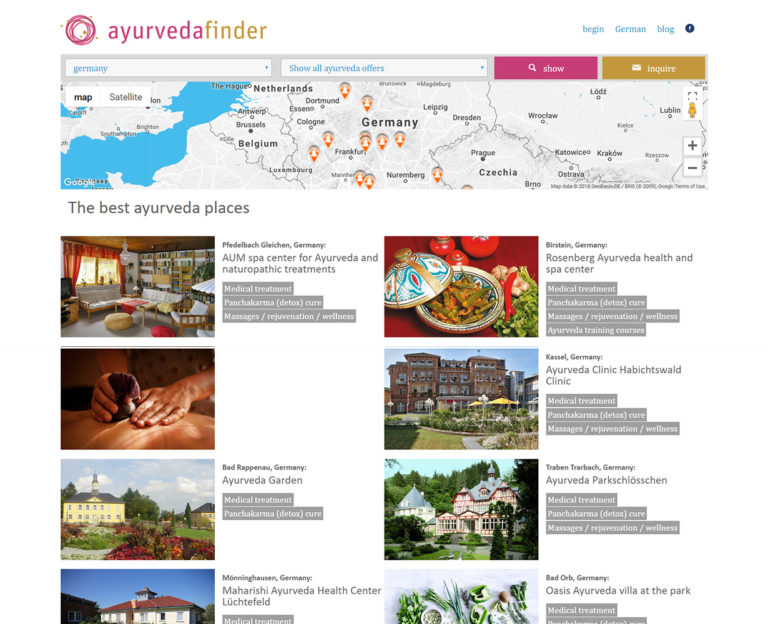 ayurvedafinder
begin German blog
germany
Show all ayurveda offers
show
inquire
map Satellite
The Hague
Netherlands
Brunswick
Magdeburg
Łódź
Cardiff
London
Dortmund
Antwerp
Essen
Leipzig
Wrocław
Lublin
Southampton
Brighton
Brussels
Cologne
Germany
Dresden
Kielce
Belgium
Frankfurt
Prague
Katowice
Kraków
Rzeszow
Luxembourg
Mannheim
Nuremberg
Czechia
Ostrava
Brno
Google
Map data © 2018 GeoBasis-DE / BKG (© 2009), Google Terms of Use
The best ayurveda places
Pfedelbach Gleichen, Germany:
AUM spa center for Ayurveda and
naturopathic treatments
Medical treatment
Panchakarma (detox) cure
Massages / rejuvenation / wellness
Birstein, Germany:
Rosenberg Ayurveda health and
spa center
Medical treatment
Panchakarma (detox) cure
Massages / rejuvenation / wellness
Ayurveda training courses
Kassel, Germany:
Ayurveda Clinic Habichtswald
Clinic
Medical treatment
Panchakarma (detox) cure
Massages / rejuvenation / wellness
Bad Rappenau, Germany:
Ayurveda Garden
Medical treatment
Panchakarma (detox) cure
Traben Trarbach, Germany:
Ayurveda Parkschlösschen
Medical treatment
Panchakarma (detox) cure
Massages / rejuvenation / wellness
Mönninghausen, Germany:
Maharishi Ayurveda Health Center
Lüchtefeld
Medical treatment
Bad Orb, Germany:
Oasis Ayurveda villa at the park
Medical treatment
Panchakarma (detox) cure